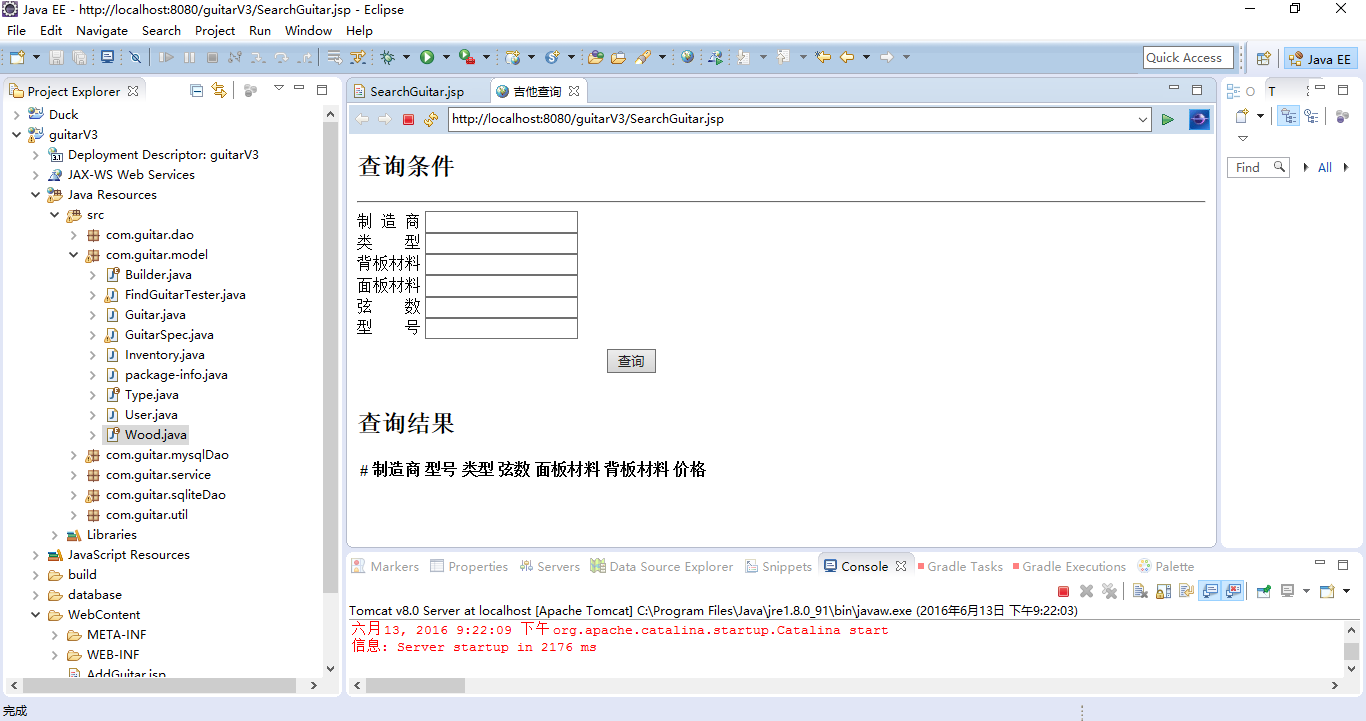 Java EE - http://localhost:8080/guitarV3/SearchGuitar.jsp - Eclipse
File Edit Navigate Search Project Run Window Help
Quick Access
Java EE
Project Explorer
Duck
guitarV3
Deployment Descriptor: guitarV3
JAX-WS Web Services
Java Resources
src
com.guitar.dao
com.guitar.model
Builder.java
FindGuitarTester.java
Guitar.java
GuitarSpec.java
Inventory.java
package-info.java
Type.java
User.java
Wood.java
com.guitar.mysqlDao
com.guitar.service
com.guitar.sqliteDao
com.guitar.util
Libraries
JavaScript Resources
build
database
WebContent
META-INF
WEB-INF
AddGuitar.jsp
SearchGuitar.jsp 吉他查询
http://localhost:8080/guitarV3/SearchGuitar.jsp
查询条件
制 造 商
类 型
背板材料
面板材料
弦 数
型 号
查询
查询结果
# 制造商 型号 类型 弦数 面板材料 背板材料 价格
O T
Find All
Markers Properties Servers Data Source Explorer Snippets Console Gradle Tasks Gradle Executions Palette
Tomcat v8.0 Server at localhost [Apache Tomcat] C:\Program Files\Java\jre1.8.0_91\bin\javaw.exe (2016年6月13日 下午9:22:03)
六月 13, 2016 9:22:09 下午 org.apache.catalina.startup.Catalina start
信息: Server startup in 2176 ms
完成